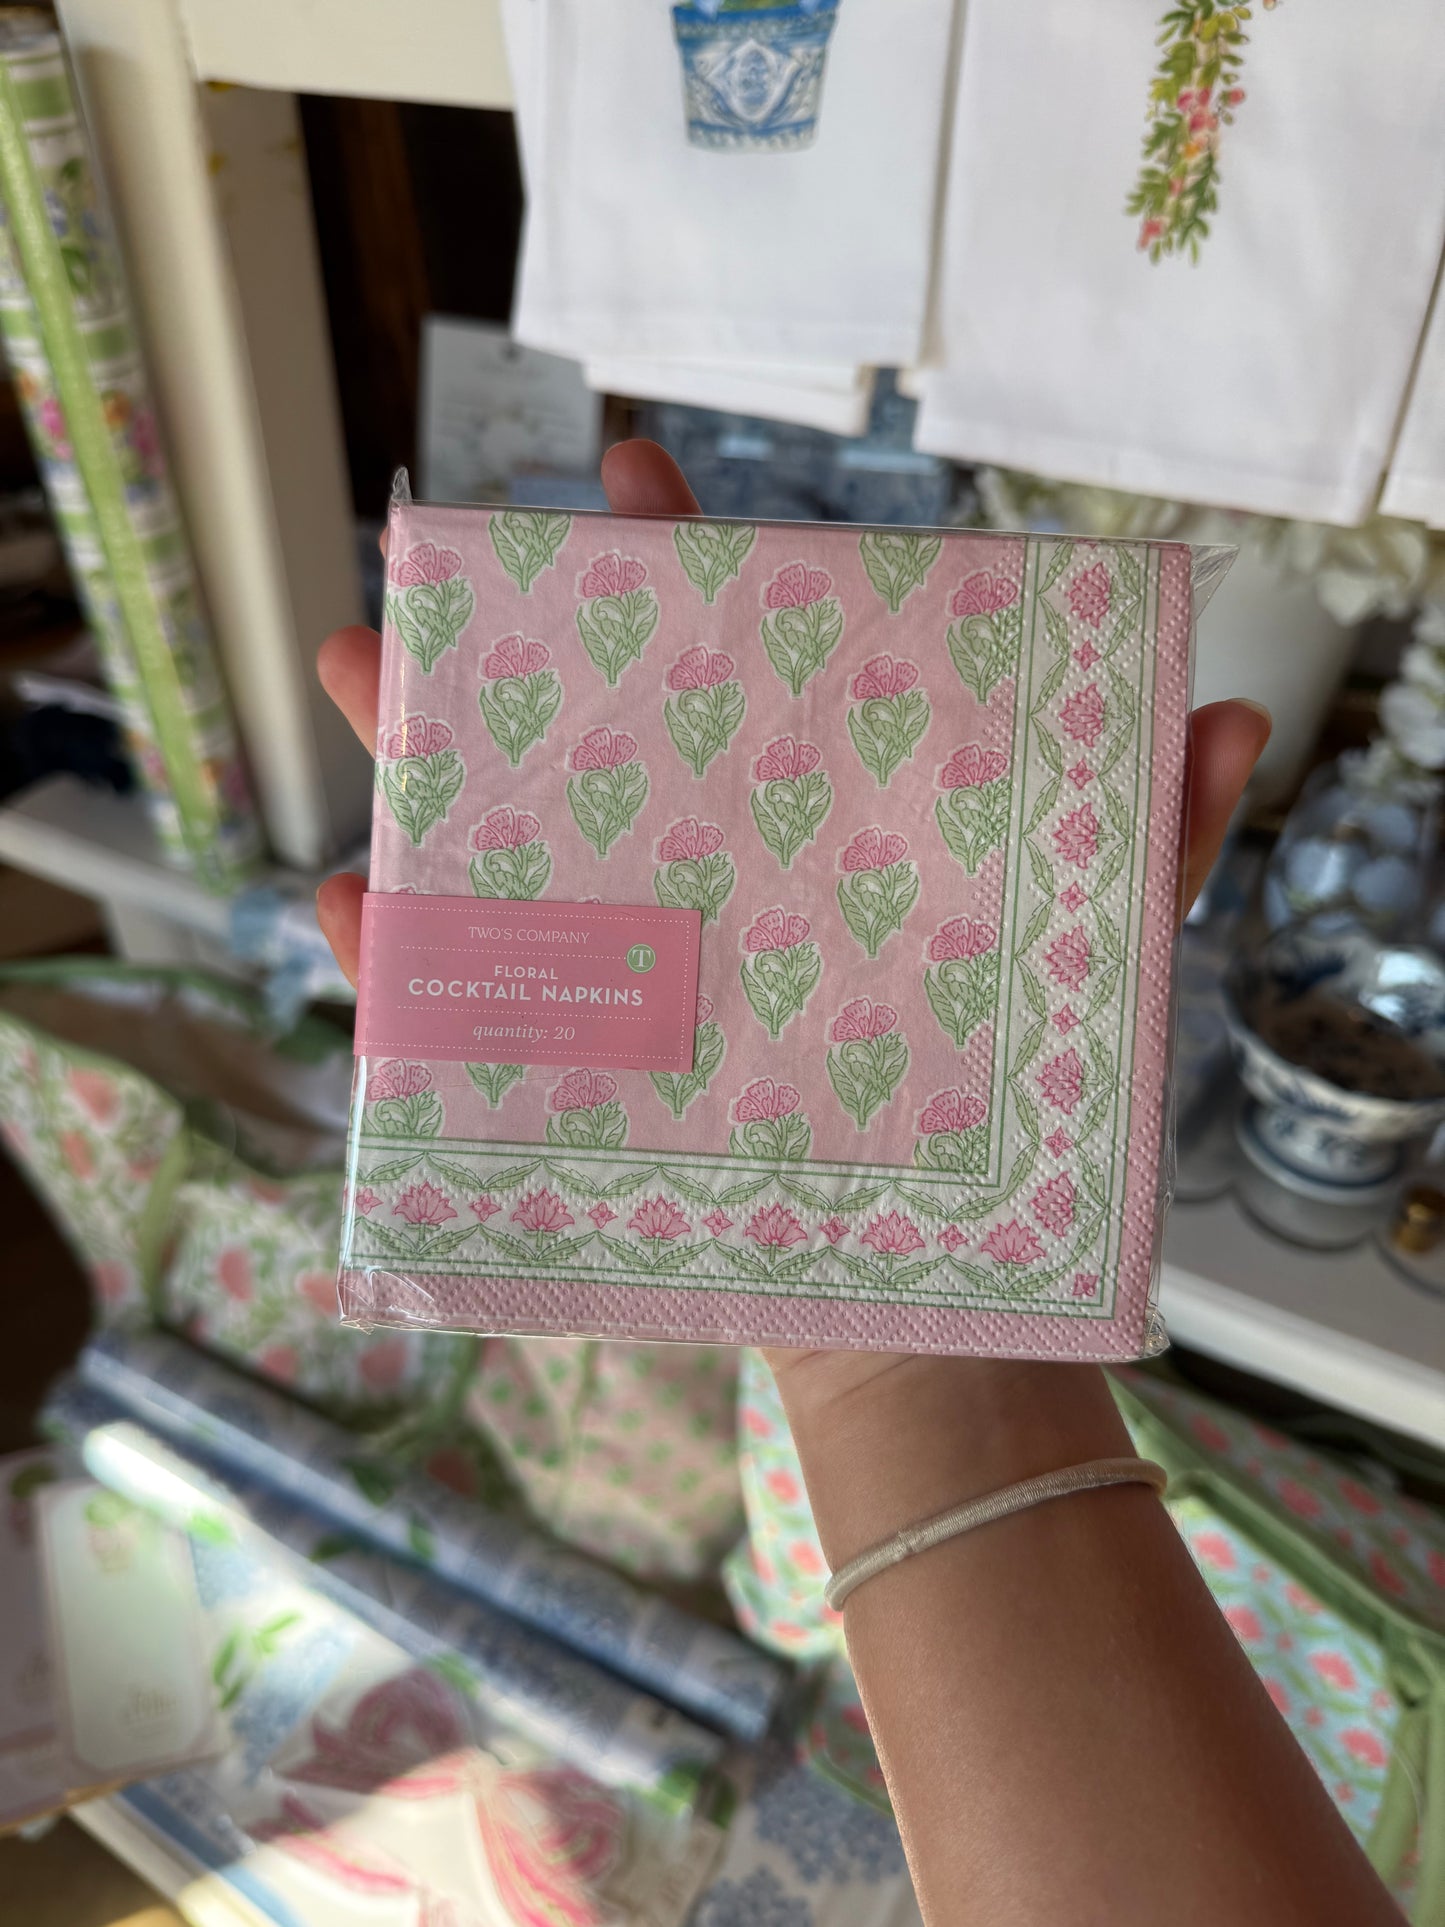 TWO'S COMPANY
T
FLORAL
COCKTAIL NAPKINS
quantity: 20